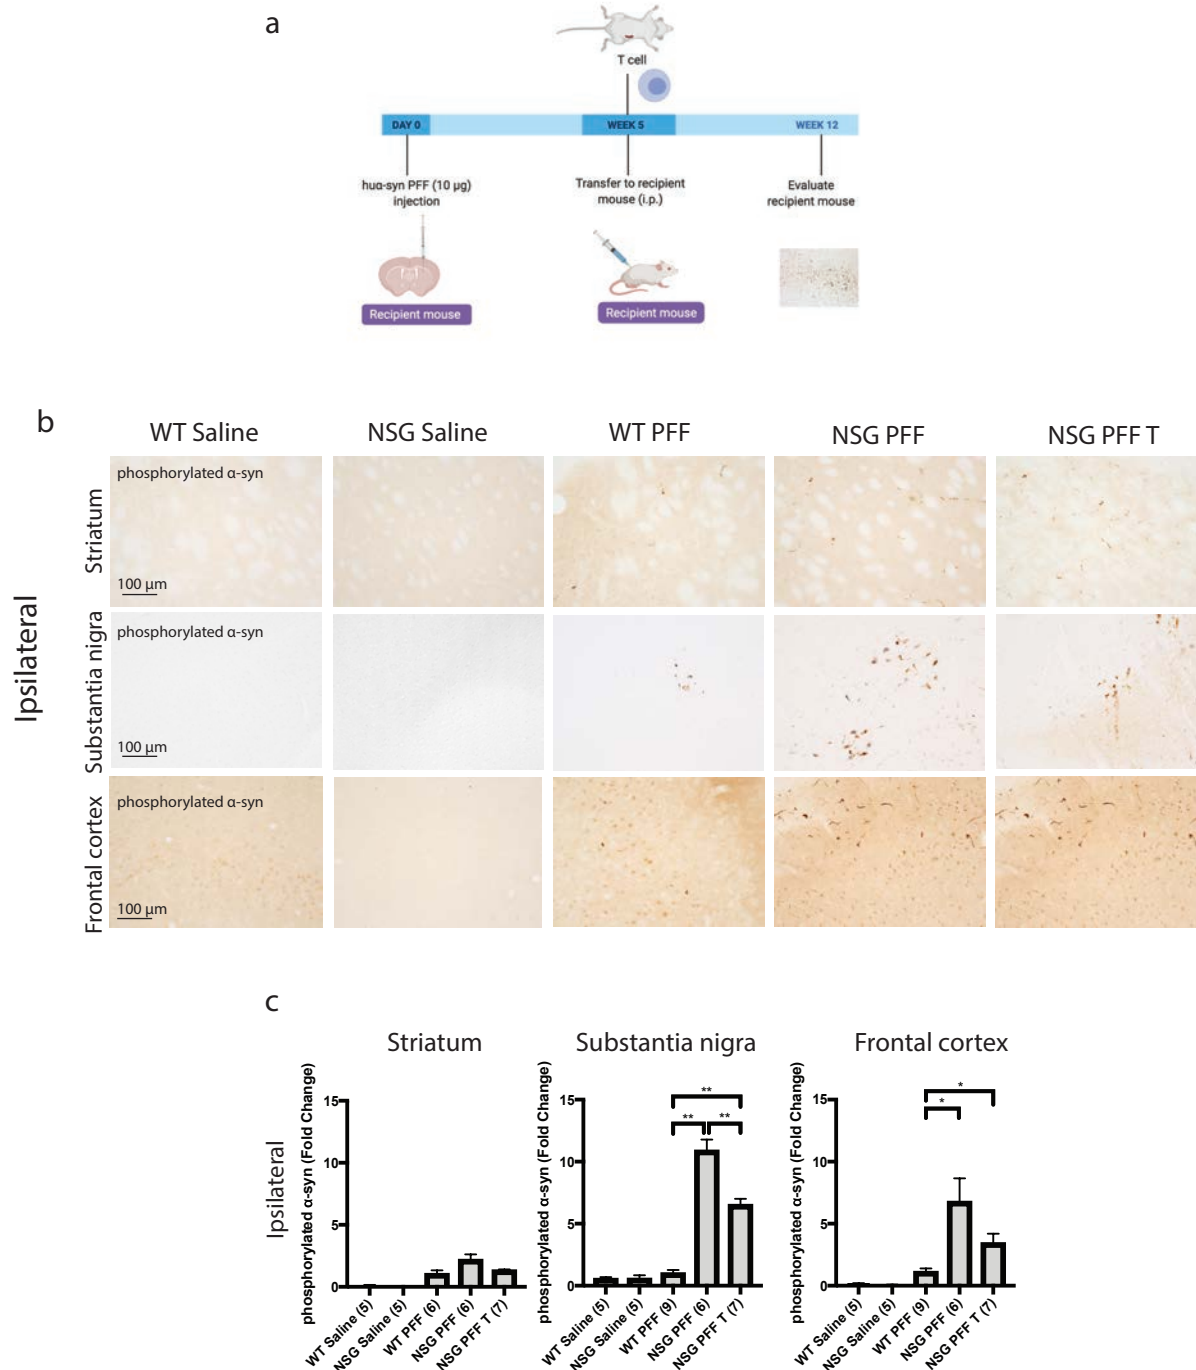 a
T cell
DAY 0
WEEK 5
WEEK 12
huα-syn PFF (10 µg)
injection
Transfer to recipient
mouse (i.p.)
Evaluate
recipient mouse
Recipient mouse
Recipient mouse
b
WT Saline
NSG Saline
WT PFF
NSG PFF
NSG PFF T
Ipsilateral
Striatum
phosphorylated α-syn
100 µm
Substantia nigra
phosphorylated α-syn
100 µm
Frontal cortex
phosphorylated α-syn
100 µm
c
Ipsilateral
Striatum
phosphorylated α-syn (Fold Change)
15
10
5
0
WT Saline (5)
NSG Saline (5)
WT PFF (6)
NSG PFF (6)
NSG PFF T (7)
Substantia nigra
phosphorylated α-syn (Fold Change)
15
10
5
0
**
**
**
WT Saline (5)
NSG Saline (5)
WT PFF (9)
NSG PFF (6)
NSG PFF T (7)
Frontal cortex
phosphorylated α-syn (Fold Change)
15
10
5
0
*
*
WT Saline (5)
NSG Saline (5)
WT PFF (9)
NSG PFF (6)
NSG PFF T (7)